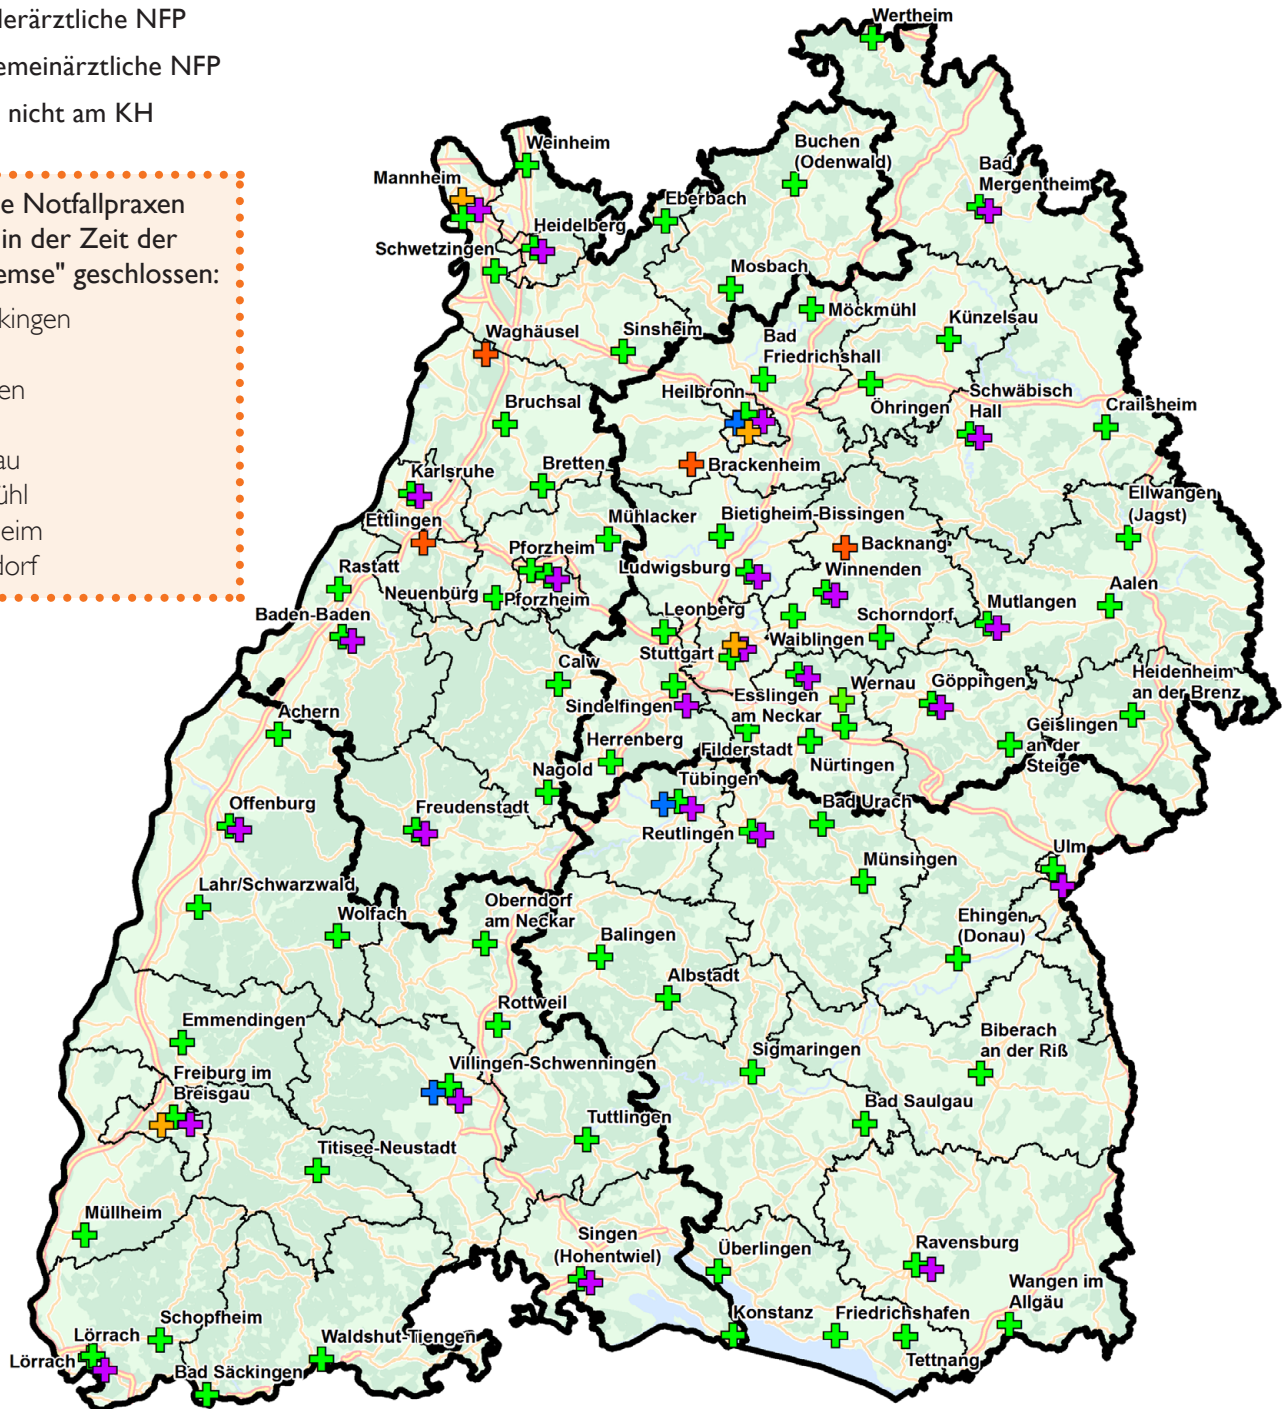 lerärztliche NFP
emeinärztliche NFP
nicht am KH
e Notfallpraxen
in der Zeit der
emse" geschlossen:
kingen
en
au
ühl
eim
dorf
Wertheim
Weinheim
Buchen
(Odenwald)
Bad
Mergentheim
Mannheim
Eberbach
Heidelberg
Schwetzingen
Mosbach
Möckmühl
Künzelsau
Waghäusel
Sinsheim
Bad
Friedrichshall
Heilbronn
Öhringen
Schwäbisch
Hall
Crailsheim
Bruchsal
Brackenheim
Karlsruhe
Bretten
Ellwangen
(Jagst)
Ettlingen
Mühlacker
Bietigheim-Bissingen
Backnang
Pforzheim
Rastatt
Ludwigsburg
Winnenden
Neuenbürg
Pforzheim
Aalen
Baden-Baden
Leonberg
Mutlangen
Waiblingen
Schorndorf
Stuttgart
Calw
Heidenheim
an der Brenz
Esslingen
am Neckar
Wernau
Göppingen
Sindelfingen
Achern
Geislingen
an der
Steige
Herrenberg
Filderstadt
Nürtingen
Nagold
Tübingen
Offenburg
Freudenstadt
Bad Urach
Reutlingen
Ulm
Münsingen
Lahr/Schwarzwald
Wolfach
Oberndorf
am Neckar
Ehingen
(Donau)
Balingen
Albstadt
Rottweil
Emmendingen
Biberach
an der Riß
Sigmaringen
Villingen-Schwenningen
Freiburg im
Breisgau
Bad Saulgau
Tuttlingen
Titisee-Neustadt
Müllheim
Singen
(Hohentwiel)
Überlingen
Ravensburg
Wangen im
Allgäu
Konstanz
Friedrichshafen
Schopfheim
Lörrach
Waldshut-Tiengen
Tettnang
Lörrach
Bad Säckingen